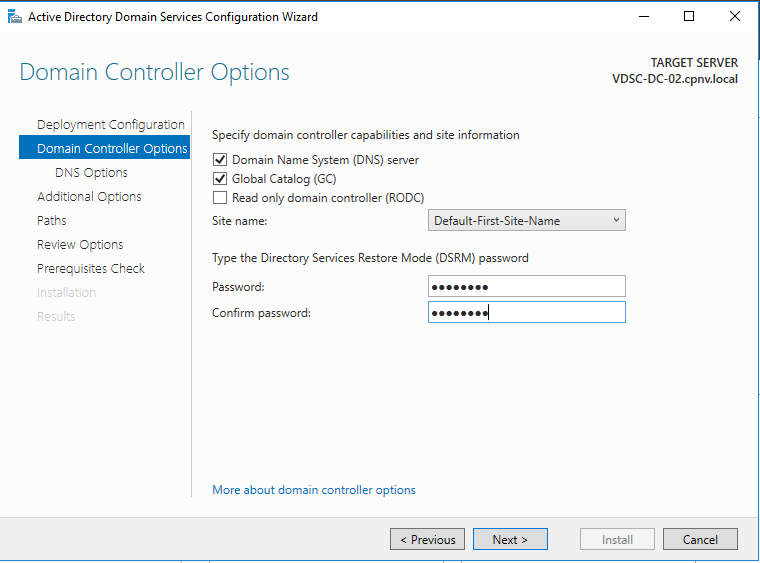 Active Directory Domain Services Configuration Wizard
Domain Controller Options
TARGET SERVER
VDSC-DC-02.cpnv.local
Deployment Configuration
Domain Controller Options
DNS Options
Additional Options
Paths
Review Options
Prerequisites Check
Installation
Results
Specify domain controller capabilities and site information
Domain Name System (DNS) server
Global Catalog (GC)
Read only domain controller (RODC)
Site name: Default-First-Site-Name
Type the Directory Services Restore Mode (DSRM) password
Password: ●●●●●●●●
Confirm password: ●●●●●●●●
More about domain controller options
< Previous Next > Install Cancel